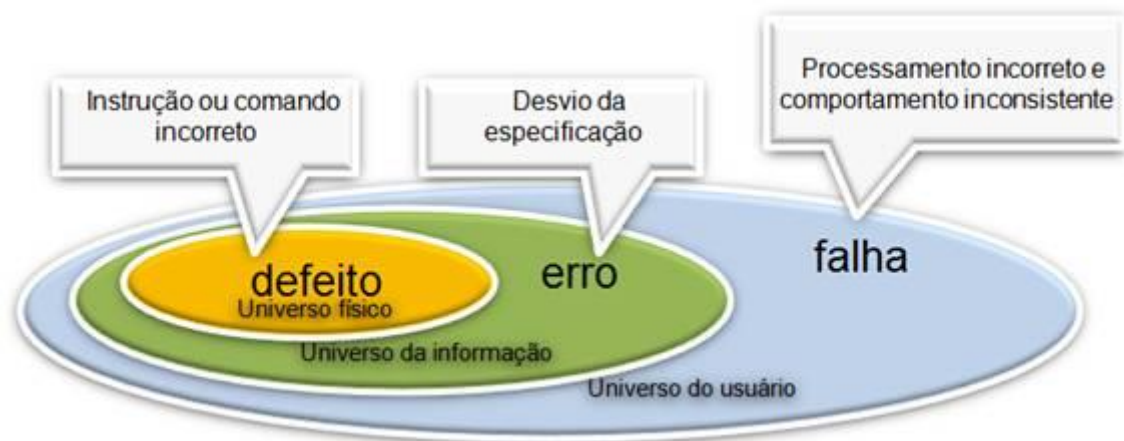 Instrução ou comando
incorreto
Desvio da
especificação
Processamento incorreto e
comportamento inconsistente
defeito
Universo físico
erro
Universo da informação
falha
Universo do usuário